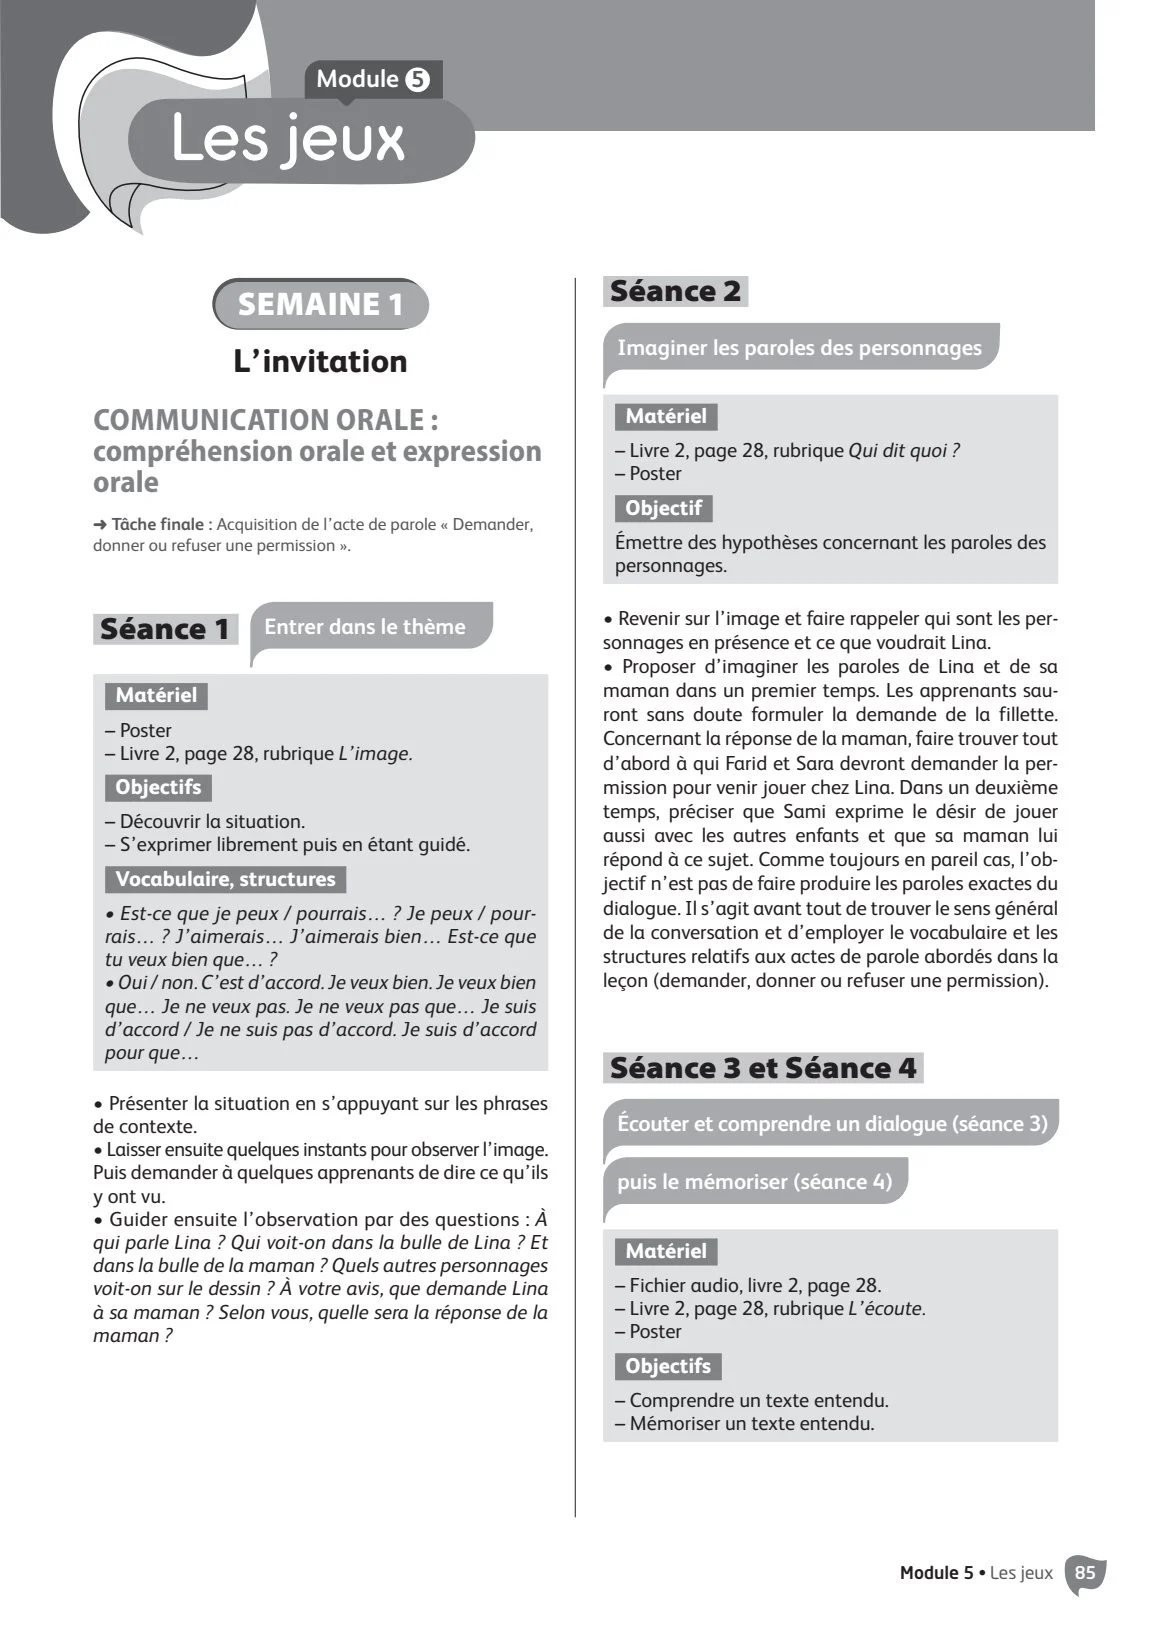 Module 5
Les jeux
SEMAINE 1
L’invitation
COMMUNICATION ORALE :
compréhension orale et expression
orale
➜ Tâche finale : Acquisition de l’acte de parole « Demander,
donner ou refuser une permission ».
Séance 1
Entrer dans le thème
Matériel
– Poster
– Livre 2, page 28, rubrique L’image.
Objectifs
– Découvrir la situation.
– S’exprimer librement puis en étant guidé.
Vocabulaire, structures
• Est-ce que je peux / pourrais… ? Je peux / pour-
rais… ? J’aimerais… J’aimerais bien… Est-ce que
tu veux bien que… ?
• Oui / non. C’est d’accord. Je veux bien. Je veux bien
que… Je ne veux pas. Je ne veux pas que… Je suis
d’accord / Je ne suis pas d’accord. Je suis d’accord
pour que…
• Présenter la situation en s’appuyant sur les phrases
de contexte.
• Laisser ensuite quelques instants pour observer l’image.
Puis demander à quelques apprenants de dire ce qu’ils
y ont vu.
• Guider ensuite l’observation par des questions : À
qui parle Lina ? Qui voit-on dans la bulle de Lina ? Et
dans la bulle de la maman ? Quels autres personnages
voit-on sur le dessin ? À votre avis, que demande Lina
à sa maman ? Selon vous, quelle sera la réponse de la
maman ?
Séance 2
Imaginer les paroles des personnages
Matériel
– Livre 2, page 28, rubrique Qui dit quoi ?
– Poster
Objectif
Émettre des hypothèses concernant les paroles des
personnages.
• Revenir sur l’image et faire rappeler qui sont les per-
sonnages en présence et ce que voudrait Lina.
• Proposer d’imaginer les paroles de Lina et de sa
maman dans un premier temps. Les apprenants sau-
ront sans doute formuler la demande de la fillette.
Concernant la réponse de la maman, faire trouver tout
d’abord à qui Farid et Sara devront demander la per-
mission pour venir jouer chez Lina. Dans un deuxième
temps, préciser que Sami exprime le désir de jouer
aussi avec les autres enfants et que sa maman lui
répond à ce sujet. Comme toujours en pareil cas, l’ob-
jectif n’est pas de faire produire les paroles exactes du
dialogue. Il s’agit avant tout de trouver le sens général
de la conversation et d’employer le vocabulaire et les
structures relatifs aux actes de parole abordés dans la
leçon (demander, donner ou refuser une permission).
Séance 3 et Séance 4
Écouter et comprendre un dialogue (séance 3)
puis le mémoriser (séance 4)
Matériel
– Fichier audio, livre 2, page 28.
– Livre 2, page 28, rubrique L’écoute.
– Poster
Objectifs
– Comprendre un texte entendu.
– Mémoriser un texte entendu.
Module 5 • Les jeux 85